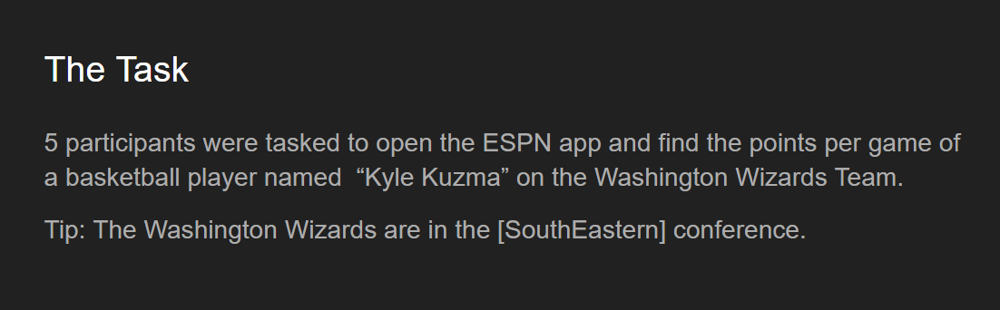 The Task
5 participants were tasked to open the ESPN app and find the points per game of
a basketball player named  “Kyle Kuzma” on the Washington Wizards Team.
Tip: The Washington Wizards are in the [SouthEastern] conference.